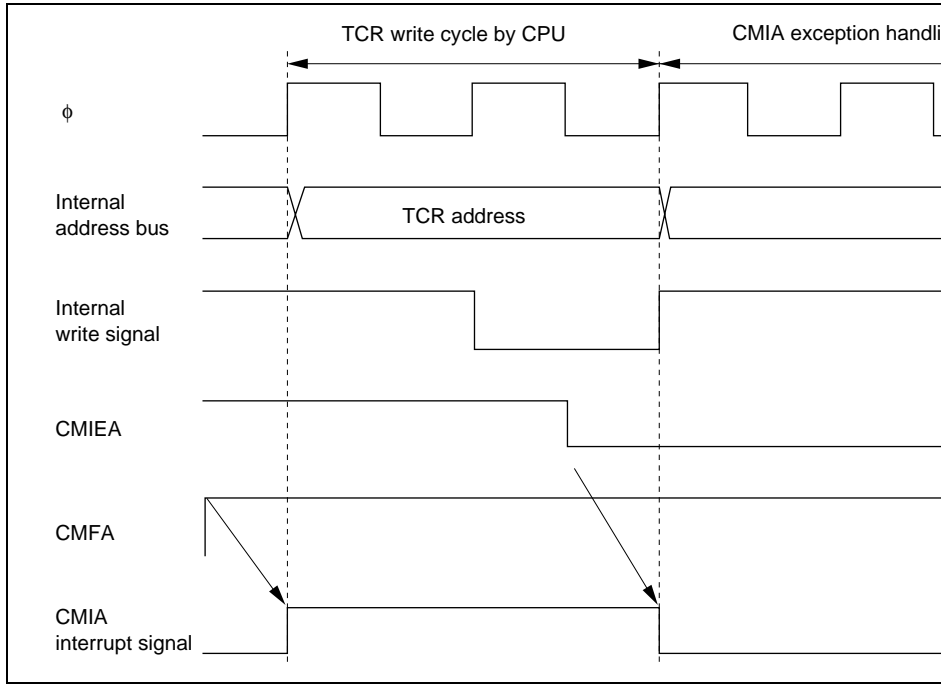 TCR write cycle by CPU
CMIA exception handli
ϕ
Internal
address bus
TCR address
Internal
write signal
CMIEA
CMFA
CMIA
interrupt signal